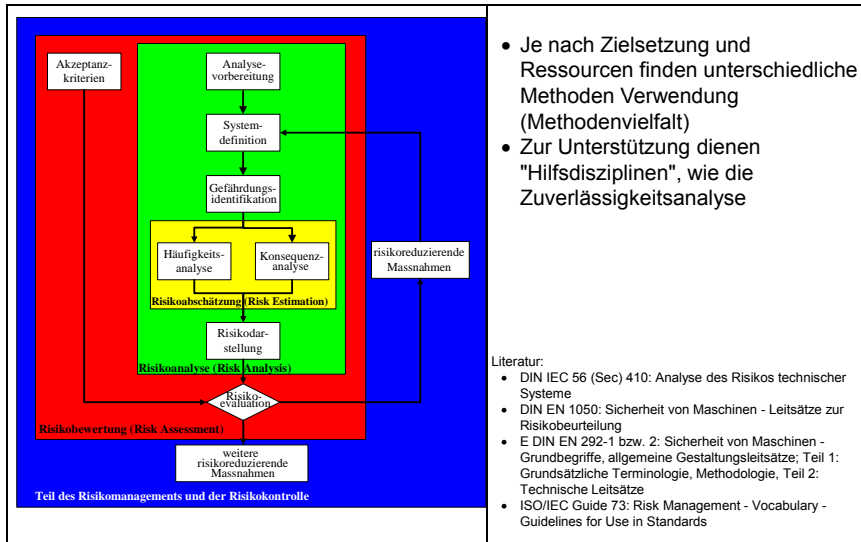 Akzeptanz-
kriterien
Analyse-
vorbereitung
System-
definition
Gefährdungs-
identifikation
Häufigkeits-
analyse
Konsequenz-
analyse
Risikoabschätzung (Risk Estimation)
risikoreduzierende
Massnahmen
Risikodar-
stellung
Risikoanalyse (Risk Analysis)
Risiko-
evaluation
Risikobewertung (Risk Assessment)
weitere
risikoreduzierende
Massnahmen
Teil des Risikomanagements und der Risikokontrolle
• Je nach Zielsetzung und
Ressourcen finden unterschiedliche
Methoden Verwendung
(Methodenvielfalt)
• Zur Unterstützung dienen
"Hilfsdisziplinen", wie die
Zuverlässigkeitsanalyse
Literatur:
• DIN IEC 56 (Sec) 410: Analyse des Risikos technischer
Systeme
• DIN EN 1050: Sicherheit von Maschinen - Leitsätze zur
Risikobeurteilung
• E DIN EN 292-1 bzw. 2: Sicherheit von Maschinen -
Grundbegriffe, allgemeine Gestaltungsleitsätze; Teil 1:
Grundsätzliche Terminologie, Methodologie, Teil 2:
Technische Leitsätze
• ISO/IEC Guide 73: Risk Management - Vocabulary -
Guidelines for Use in Standards